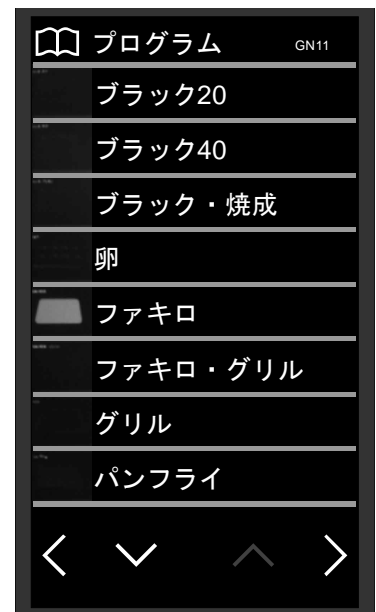 プログラム GN11
ブラック20
ブラック40
ブラック・焼成
卵
ファキロ
ファキロ・グリル
グリル
パンフライ